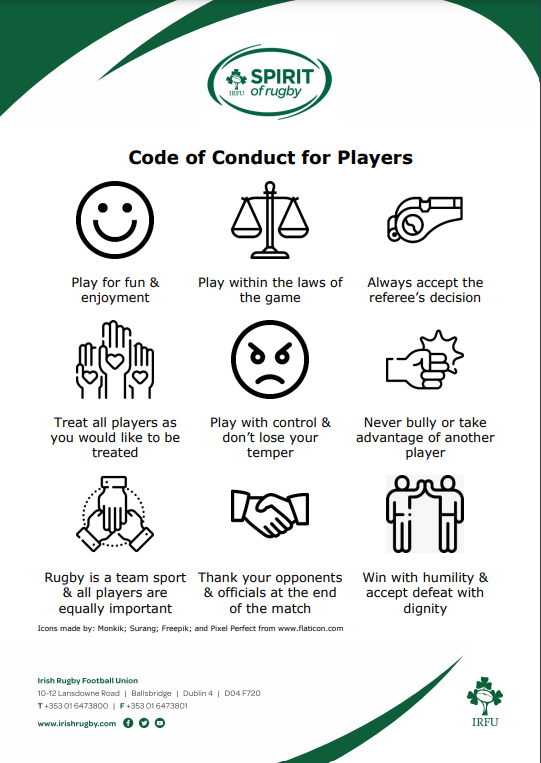 SPIRIT
IRFU of rugby
Code of Conduct for Players
Play for fun &
enjoyment
Play within the laws of
the game
Always accept the
referee's decision
Treat all players as
you would like to be
treated
Play with control &
don't lose your
temper
Never bully or take
advantage of another
player
Rugby is a team sport
& all players are
equally important
Thank your opponents
& officials at the end
of the match
Win with humility &
accept defeat with
dignity
Icons made by: Monkik; Surang; Freepik; and Pixel Perfect from www.flaticon.com
Irish Rugby Football Union
10-12 Lansdowne Road | Ballsbridge | Dublin 4 | D04 F720
T +353 01 6473800 | F +353 01 6473801
www.irishrugby.com
IRFU